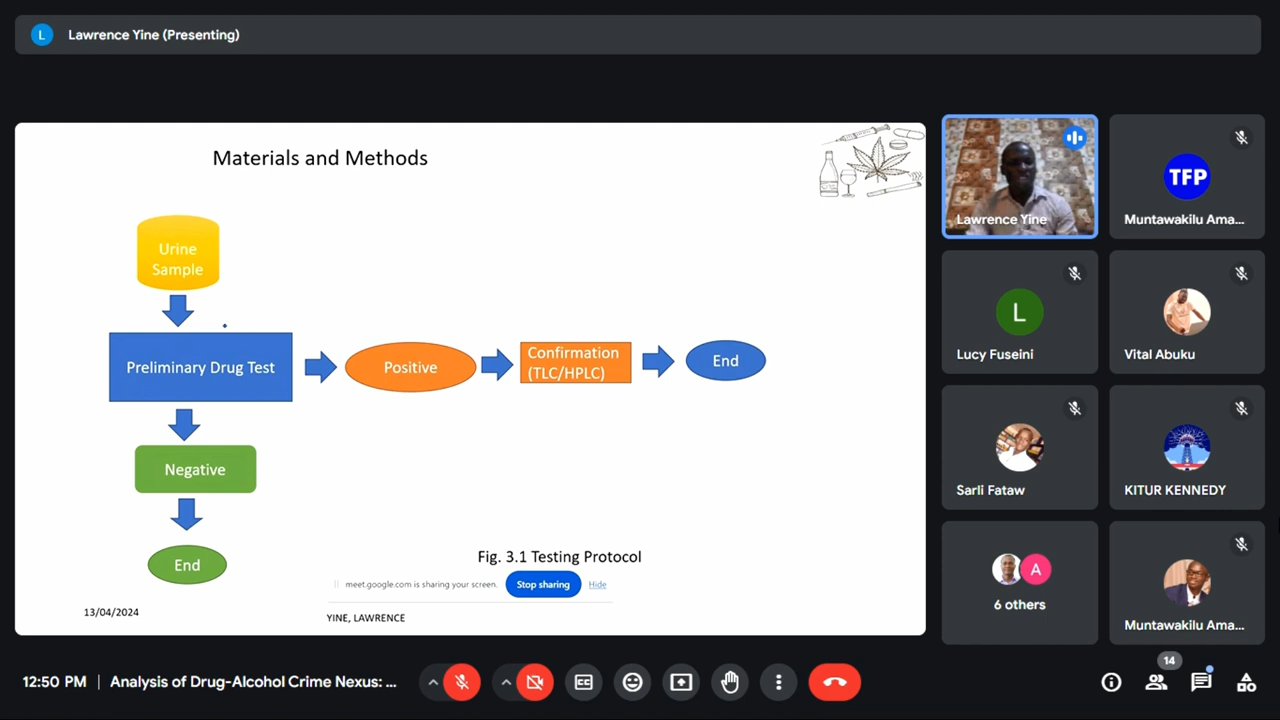 L Lawrence Yine (Presenting)
Materials and Methods
Urine
Sample
Preliminary Drug Test
Positive
Confirmation
(TLC/HPLC)
End
Negative
End
Fig. 3.1 Testing Protocol
meet.google.com is sharing your screen. Stop sharing Hide
13/04/2024
YINE, LAWRENCE
Lawrence Yine
TFP
Muntawakilu Ama...
L
Lucy Fuseini
Vital Abuku
Sarli Fataw
KITUR KENNEDY
A
6 others
Muntawakilu Ama...
12:50 PM | Analysis of Drug-Alcohol Crime Nexus: ...
CC
14